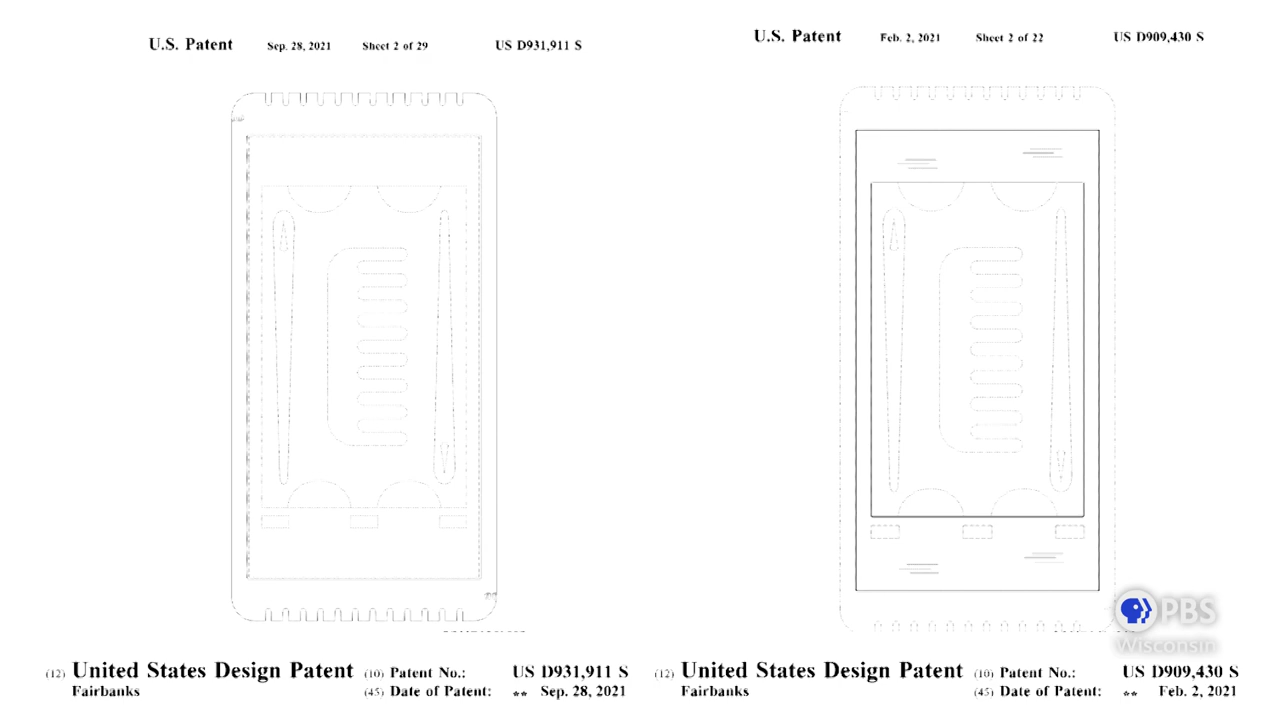 U.S. Patent Sep. 28, 2021 Sheet 2 of 29 US D931,911 S
U.S. Patent Feb. 2, 2021 Sheet 2 of 22 US D909,430 S
PBS
Wisconsin
(12) United States Design Patent (10) Patent No.: US D931,911 S
Fairbanks (45) Date of Patent: ** Sep. 28, 2021
(12) United States Design Patent (10) Patent No.: US D909,430 S
Fairbanks (45) Date of Patent: ** Feb. 2, 2021